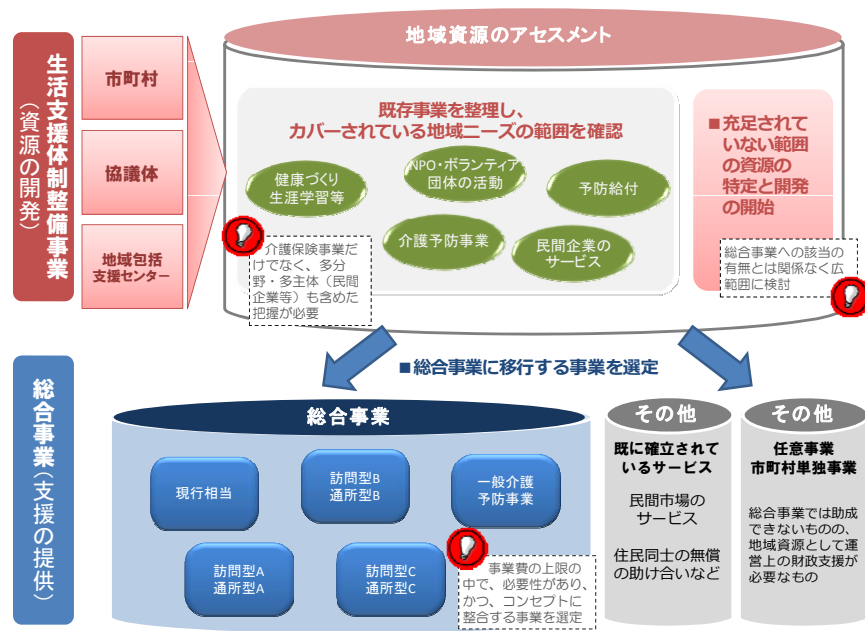 生活支援体制整備事業
（資源の開発）
市町村
協議体
地域包括
支援センター
地域資源のアセスメント
既存事業を整理し、
カバーされている地域ニーズの範囲を確認
健康づくり
生涯学習等
NPO・ボランティア
団体の活動
予防給付
介護予防事業
民間企業の
サービス
介護保険事業だ
けでなく、多分
野・多主体（民間
企業等）も含めた
把握が必要
■充足されて
いない範囲
の資源の
特定と開発
の開始
総合事業への該当の
有無とは関係なく広
範囲に検討
■総合事業に移行する事業を選定
総合事業（支援の提供）
総合事業
現行相当
訪問型B
通所型B
一般介護
予防事業
訪問型A
通所型A
訪問型C
通所型C
事業費の上限の
中で、必要性があり、
かつ、コンセプトに
整合する事業を選定
その他
既に確立されて
いるサービス
民間市場の
サービス
住民同士の無償
の助け合いなど
その他
任意事業
市町村単独事業
総合事業では助成
できないものの、
地域資源として運
営上の財政支援が
必要なもの